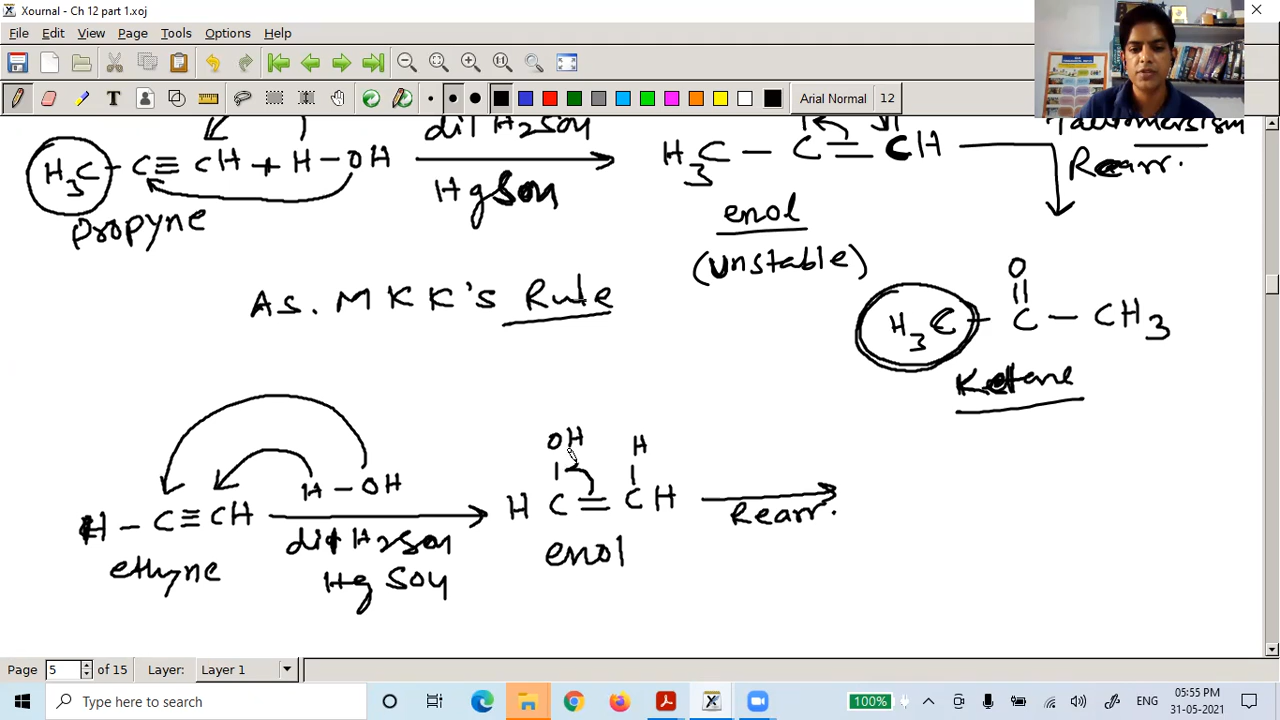 Xournal - Ch 12 part 1.xoj
File Edit View Page Tools Options Help
Arial Normal 12
dil H2SO4
Tautomerism
H3C - C ≡ CH + H - OH
HgSO4
H3C - C = CH
Rearr.
Propyne
enol
(Unstable)
As. MKK's Rule
O
H3C - C - CH3
Ketone
OH H
H - C ≡ CH H - OH
H C = CH
Rearr.
dil H2SO4
HgSO4
ethyne
enol
Page 5 of 15 Layer: Layer 1
Type here to search
100%
ENG
05:55 PM
31-05-2021